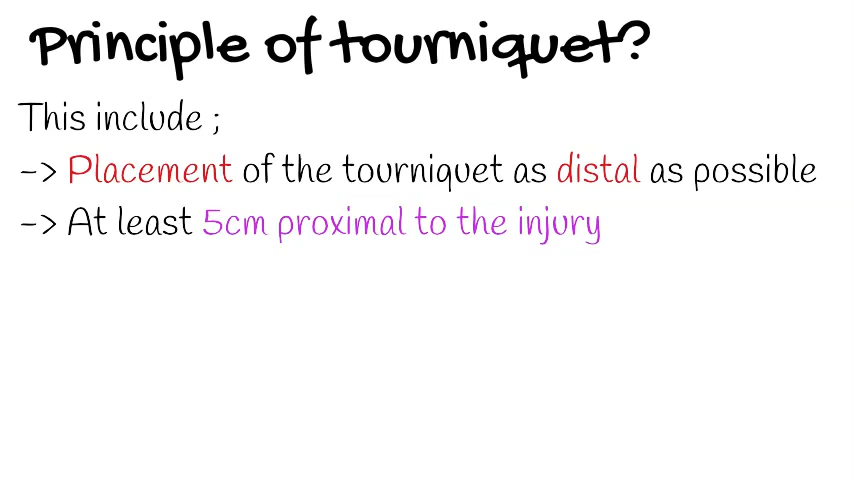 Principle of tourniquet?
This include ;
-> Placement of the tourniquet as distal as possible
-> At least 5cm proximal to the injury